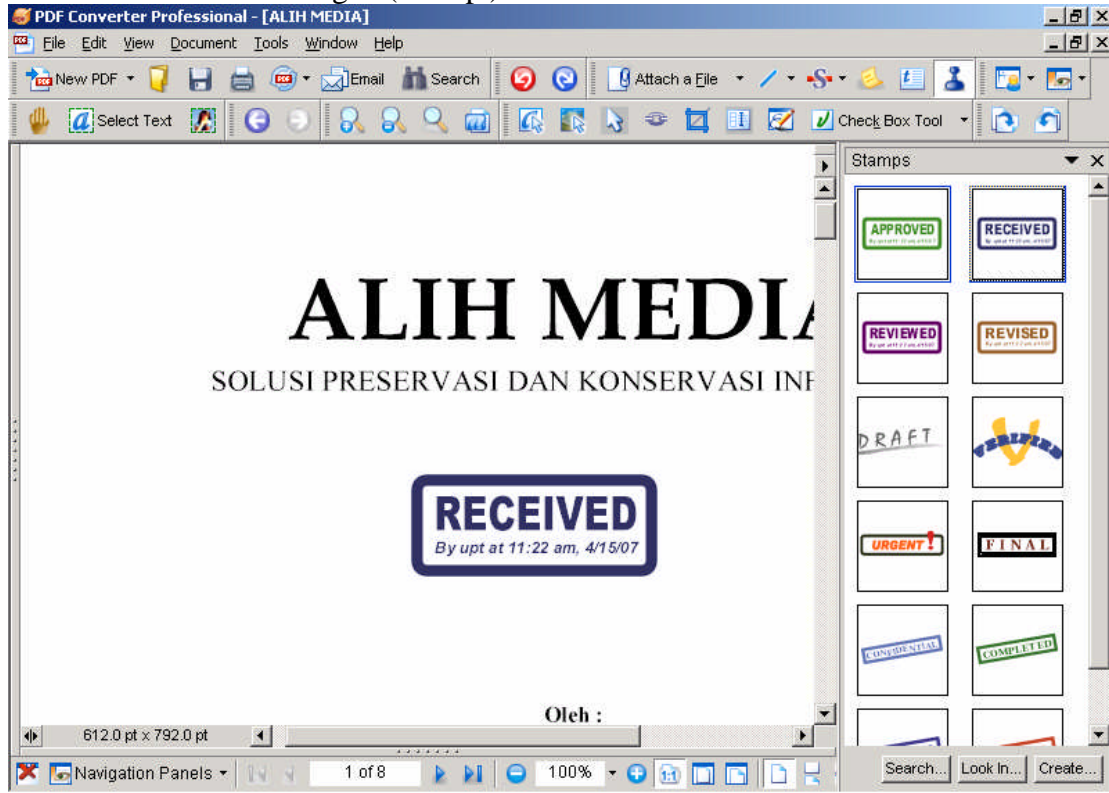 PDF Converter Professional - [ALIH MEDIA]
File Edit View Document Tools Window Help
New PDF Email Search Attach a File
Select Text Check Box Tool
Stamps
APPROVED RECEIVED
REVIEWED REVISED
DRAFT VERIFIED
URGENT! FINAL
CONFIDENTIAL COMPLETED
ALIH MEDIA
SOLUSI PRESERVASI DAN KONSERVASI INF
RECEIVED
By upt at 11:22 am, 4/15/07
Oleh :
612.0 pt x 792.0 pt
Navigation Panels 1 of 8 100%
Search... Look In... Create...